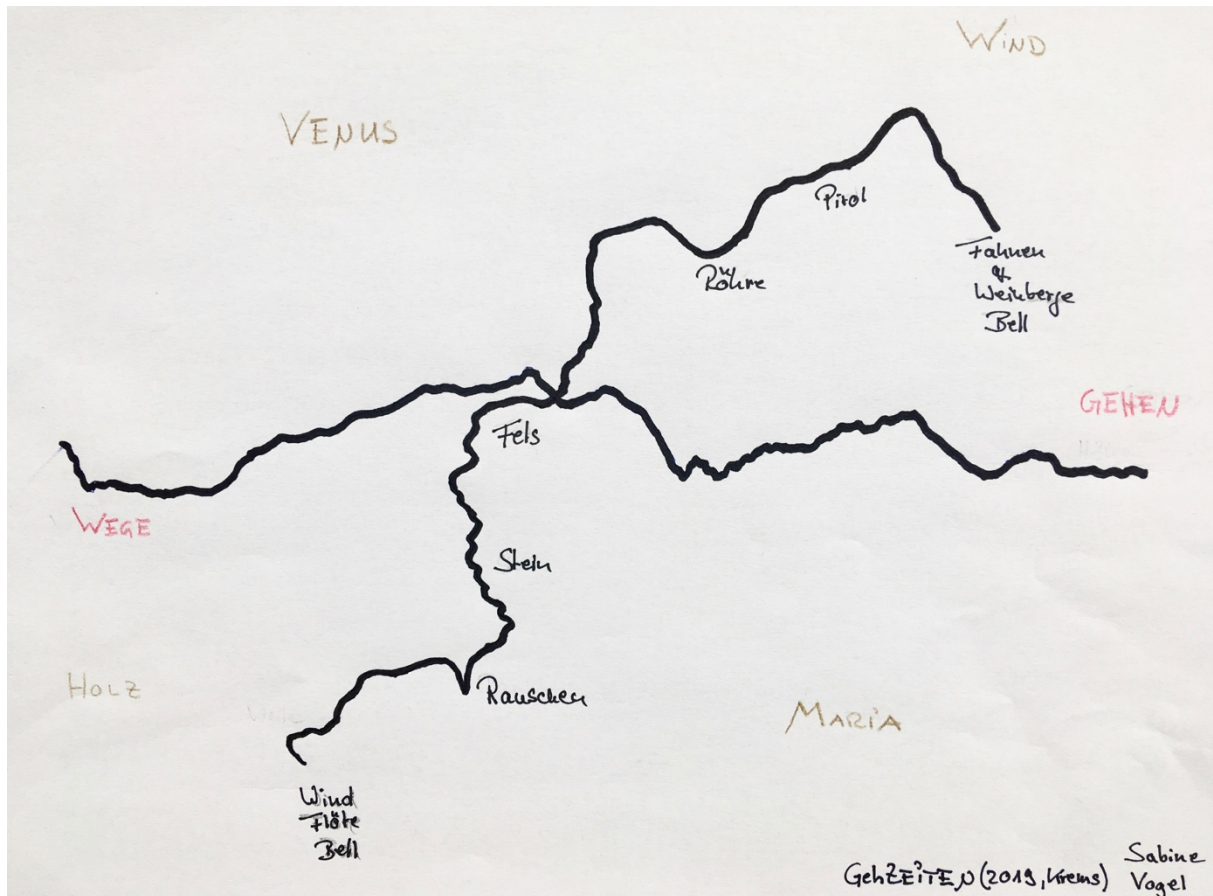 WIND
VENUS
Pirol
Fahnen
&
Weinberge
Bell
Röhre
GEHEN
Fels
WEGE
Stein
HOLZ
Rauschen
MARIA
Wind
Flöte
Bell
GehZEiTEN (2019, Krems)
Sabine
Vogel